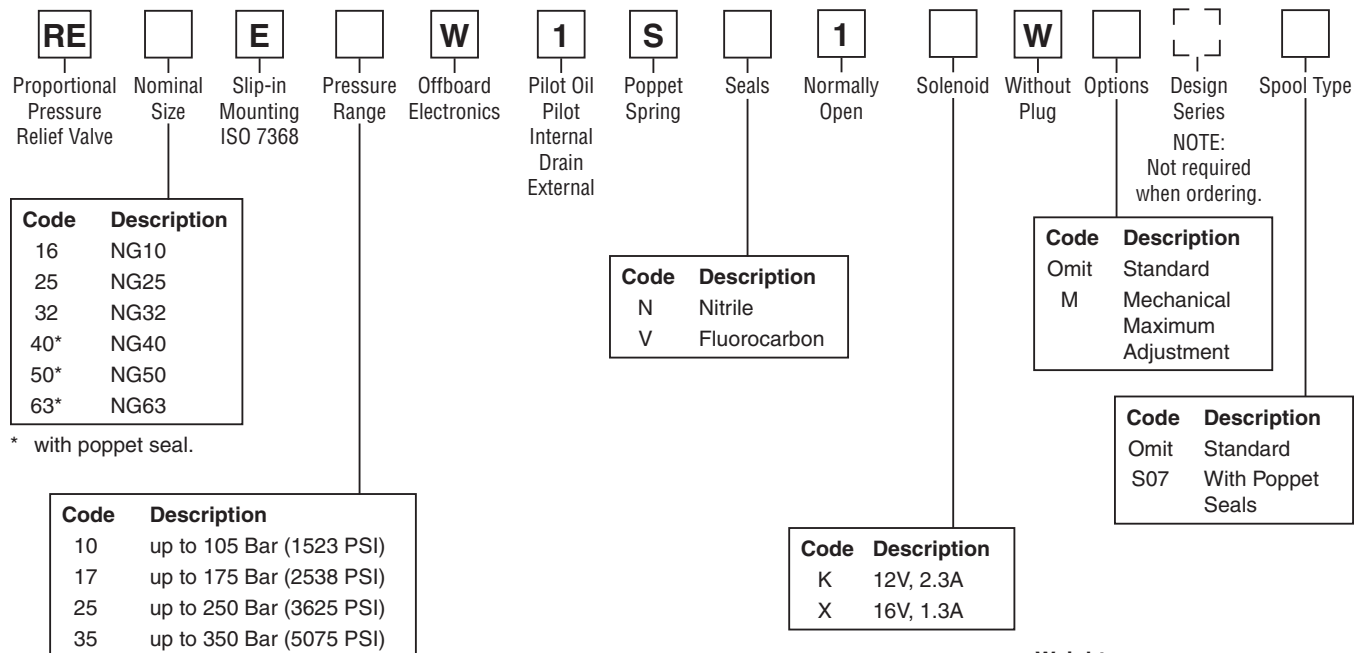 RE E W 1 S 1 W
Proportional Pressure Relief Valve
Nominal Size
Slip-in Mounting ISO 7368
Pressure Range
Offboard Electronics
Pilot Oil Pilot Internal Drain External
Poppet Spring
Seals
Normally Open
Solenoid
Without Plug
Options
Design Series
NOTE: Not required when ordering.
Spool Type
Code Description
16 NG10
25 NG25
32 NG32
40* NG40
50* NG50
63* NG63
* with poppet seal.
Code Description
10 up to 105 Bar (1523 PSI)
17 up to 175 Bar (2538 PSI)
25 up to 250 Bar (3625 PSI)
35 up to 350 Bar (5075 PSI)
Code Description
N Nitrile
V Fluorocarbon
Code Description
K 12V, 2.3A
X 16V, 1.3A
Code Description
Omit Standard
M Mechanical
Maximum
Adjustment
Code Description
Omit Standard
S07 With Poppet
Seals